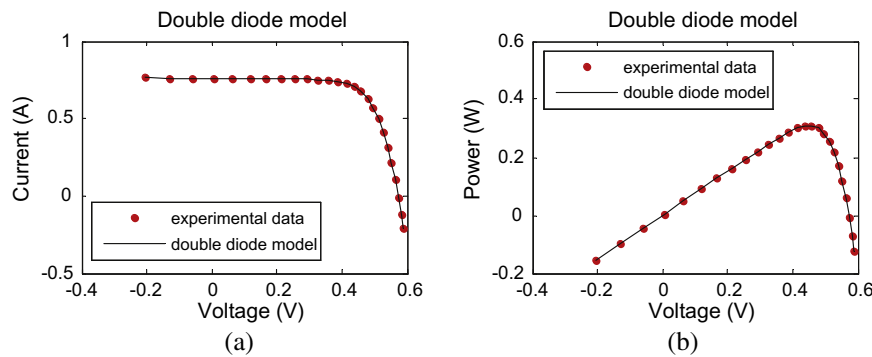 Double diode model
1
0.5
0
-0.5
Current (A)
experimental data
double diode model
-0.4 -0.2 0 0.2 0.4 0.6
Voltage (V)
(a)
Double diode model
0.6
0.4
0.2
0
-0.2
Power (W)
experimental data
double diode model
-0.4 -0.2 0 0.2 0.4 0.6
Voltage (V)
(b)